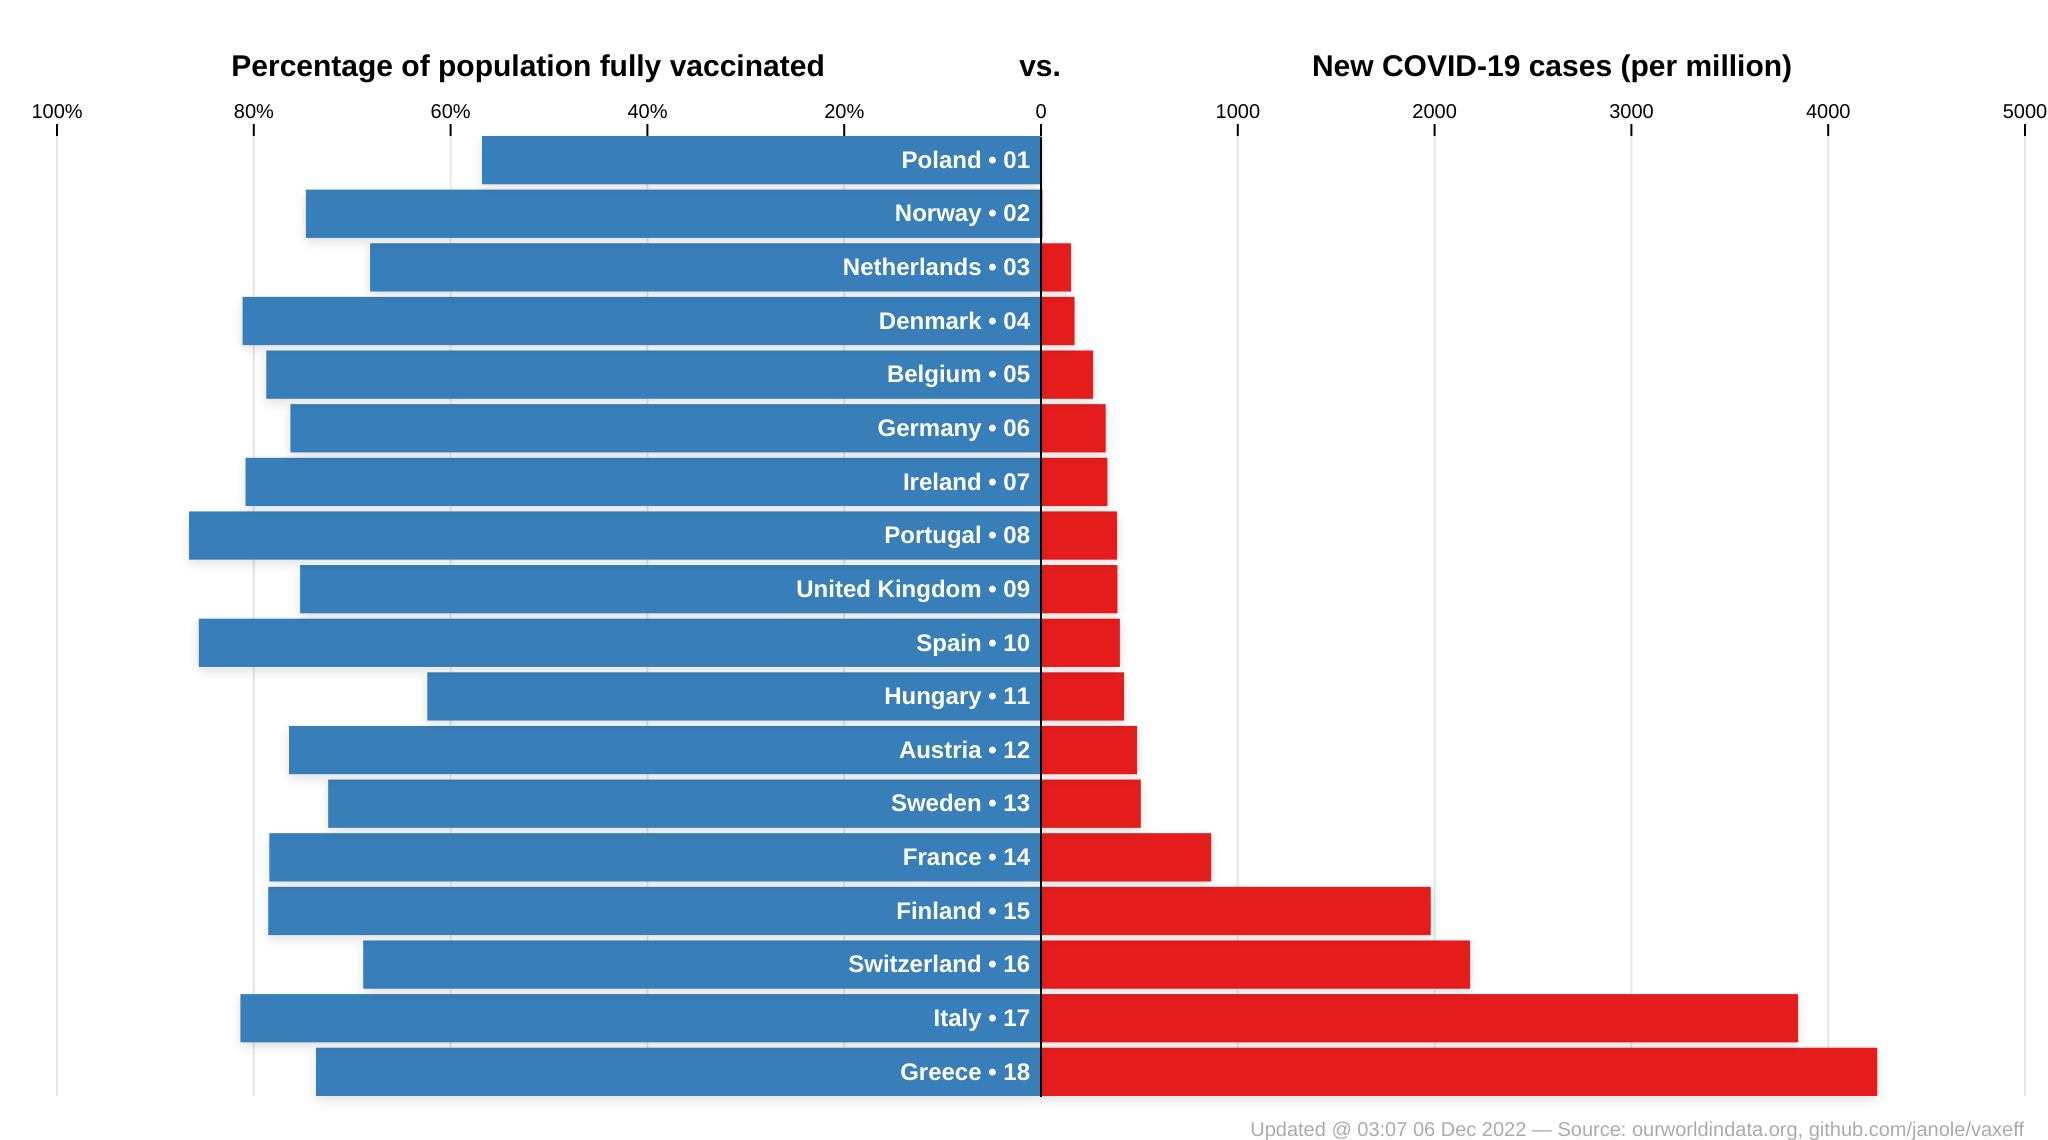 Percentage of population fully vaccinated vs. New COVID-19 cases (per million)
100% 80% 60% 40% 20% 0 1000 2000 3000 4000 5000
Poland • 01
Norway • 02
Netherlands • 03
Denmark • 04
Belgium • 05
Germany • 06
Ireland • 07
Portugal • 08
United Kingdom • 09
Spain • 10
Hungary • 11
Austria • 12
Sweden • 13
France • 14
Finland • 15
Switzerland • 16
Italy • 17
Greece • 18
Updated @ 03:07 06 Dec 2022 — Source: ourworldindata.org, github.com/janole/vaxeff